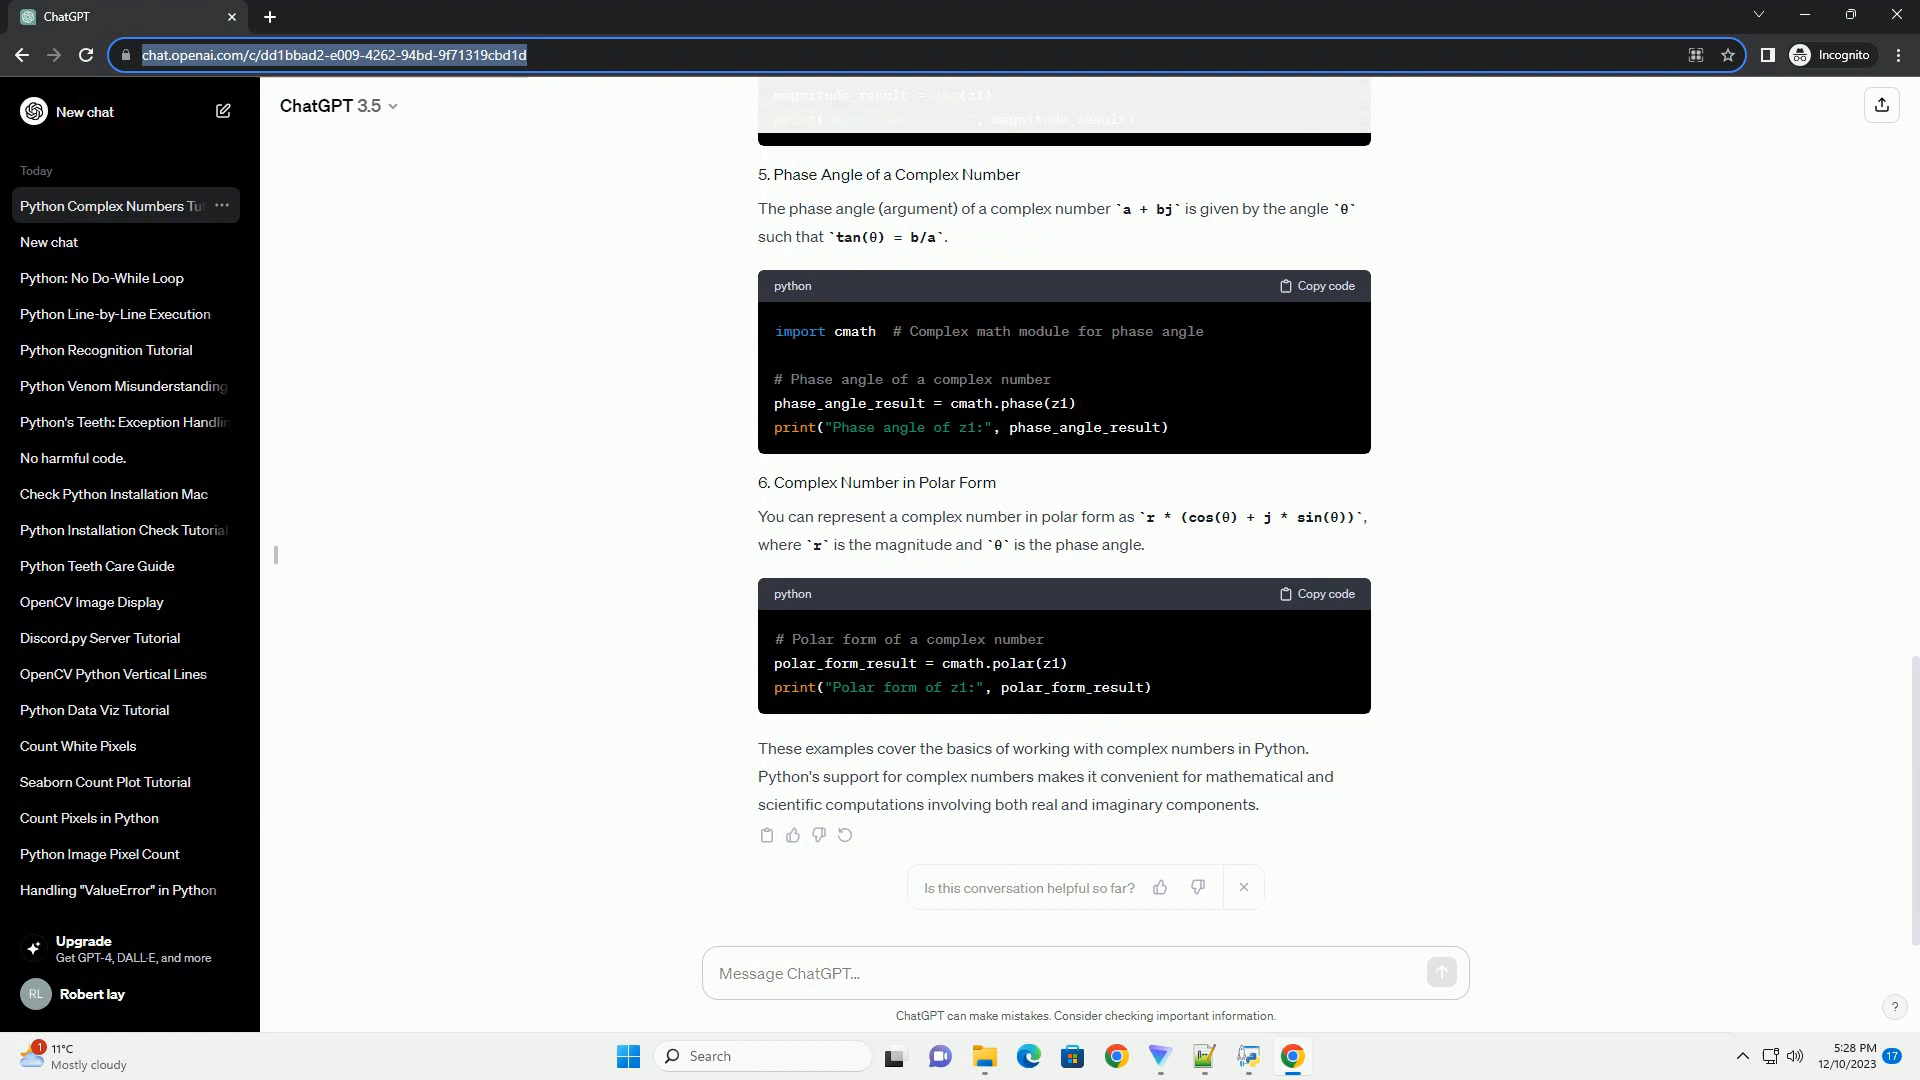 ChatGPT
chat.openai.com/c/dd1bbad2-e009-4262-94bd-9f71319cbd1d
Incognito
New chat
Today
Python Complex Numbers Tu
New chat
Python: No Do-While Loop
Python Line-by-Line Execution
Python Recognition Tutorial
Python Venom Misunderstanding
Python's Teeth: Exception Handlin
No harmful code.
Check Python Installation Mac
Python Installation Check Tutorial
Python Teeth Care Guide
OpenCV Image Display
Discord.py Server Tutorial
OpenCV Python Vertical Lines
Python Data Viz Tutorial
Count White Pixels
Seaborn Count Plot Tutorial
Count Pixels in Python
Python Image Pixel Count
Handling "ValueError" in Python
Upgrade
Get GPT-4, DALL·E, and more
RL
Robert lay
ChatGPT 3.5
magnitude_result = abs(z1)
print(", magnitude_result)
5. Phase Angle of a Complex Number
The phase angle (argument) of a complex number `a + bj` is given by the angle `θ`
such that `tan(θ) = b/a`.
python
Copy code
import cmath # Complex math module for phase angle
# Phase angle of a complex number
phase_angle_result = cmath.phase(z1)
print("Phase angle of z1:", phase_angle_result)
6. Complex Number in Polar Form
You can represent a complex number in polar form as `r * (cos(θ) + j * sin(θ))`,
where `r` is the magnitude and `θ` is the phase angle.
python
Copy code
# Polar form of a complex number
polar_form_result = cmath.polar(z1)
print("Polar form of z1:", polar_form_result)
These examples cover the basics of working with complex numbers in Python.
Python's support for complex numbers makes it convenient for mathematical and
scientific computations involving both real and imaginary components.
Is this conversation helpful so far?
Message ChatGPT...
ChatGPT can make mistakes. Consider checking important information.
?
1
11°C
Mostly cloudy
Search
5:28 PM
12/10/2023
17